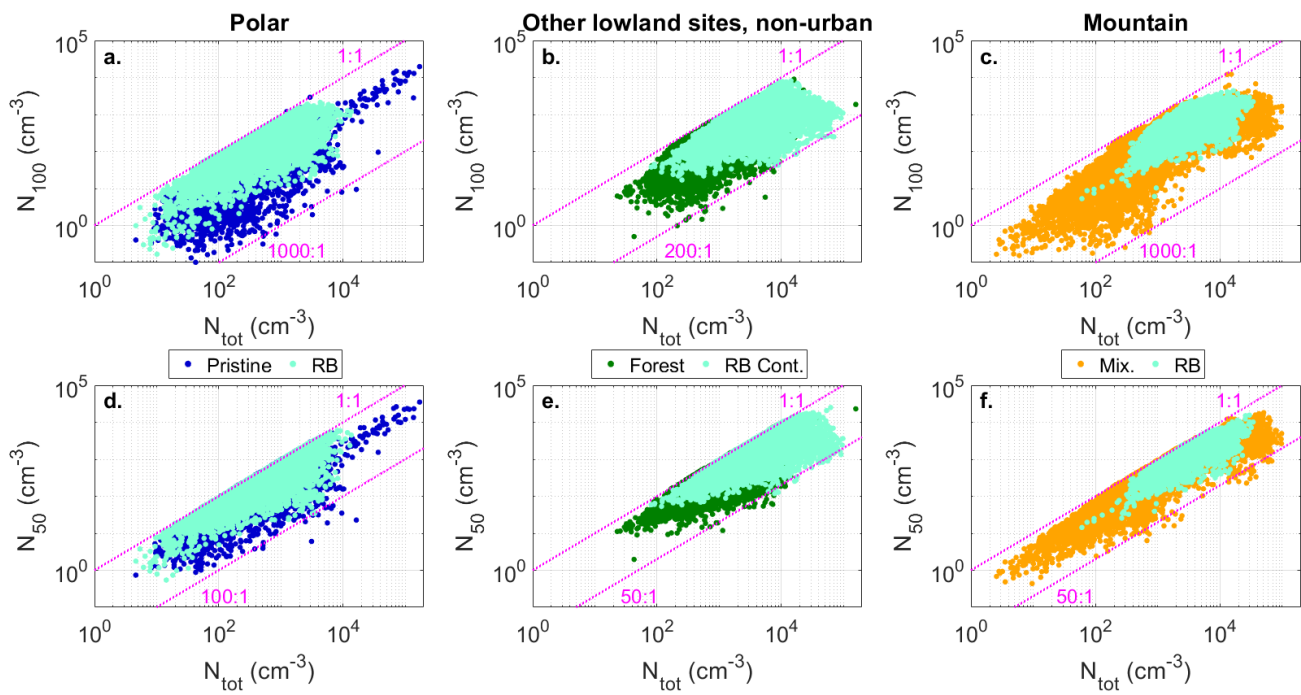 Polar
Other lowland sites, non-urban
Mountain
a.
1:1
1000:1
10^5
10^0
N_100 (cm^-3)
10^0 10^2 10^4
N_tot (cm^-3)
b.
1:1
200:1
10^5
10^0
N_100 (cm^-3)
10^0 10^2 10^4
N_tot (cm^-3)
c.
1:1
1000:1
10^5
10^0
N_100 (cm^-3)
10^0 10^2 10^4
N_tot (cm^-3)
Pristine RB
Forest RB Cont.
Mix. RB
d.
1:1
100:1
10^5
10^0
N_50 (cm^-3)
10^0 10^2 10^4
N_tot (cm^-3)
e.
1:1
50:1
10^5
10^0
N_50 (cm^-3)
10^0 10^2 10^4
N_tot (cm^-3)
f.
1:1
50:1
10^5
10^0
N_50 (cm^-3)
10^0 10^2 10^4
N_tot (cm^-3)